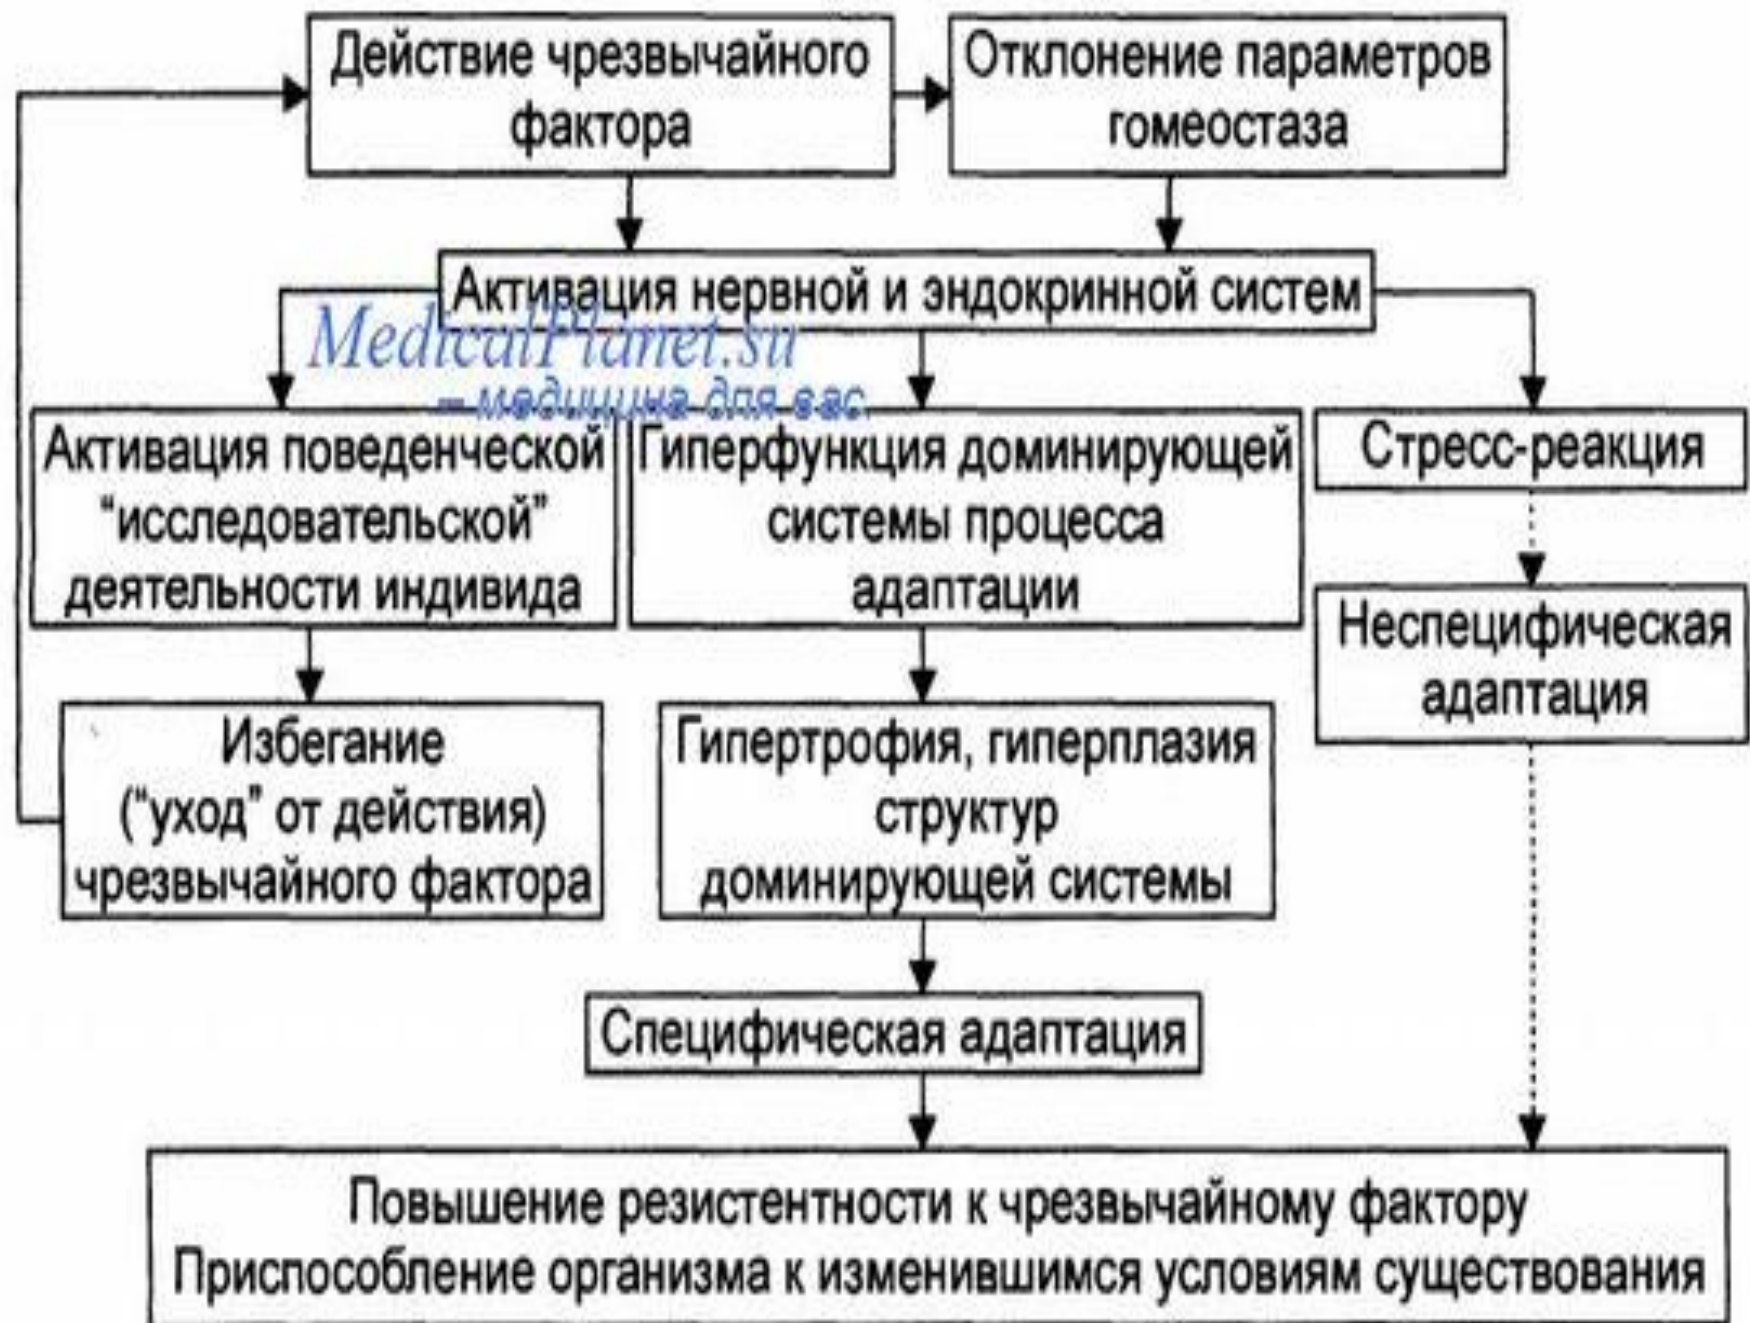 Действие чрезвычайного
фактора
Отклонение параметров
гомеостаза
Активация нервной и эндокринной систем
MedicalPlanet.su
– медицина для вас
Активация поведенческой
“исследовательской”
деятельности индивида
Гиперфункция доминирующей
системы процесса
адаптации
Стресс-реакция
Неспецифическая
адаптация
Избегание
(“уход” от действия)
чрезвычайного фактора
Гипертрофия, гиперплазия
структур
доминирующей системы
Специфическая адаптация
Повышение резистентности к чрезвычайному фактору
Приспособление организма к изменившимся условиям существования